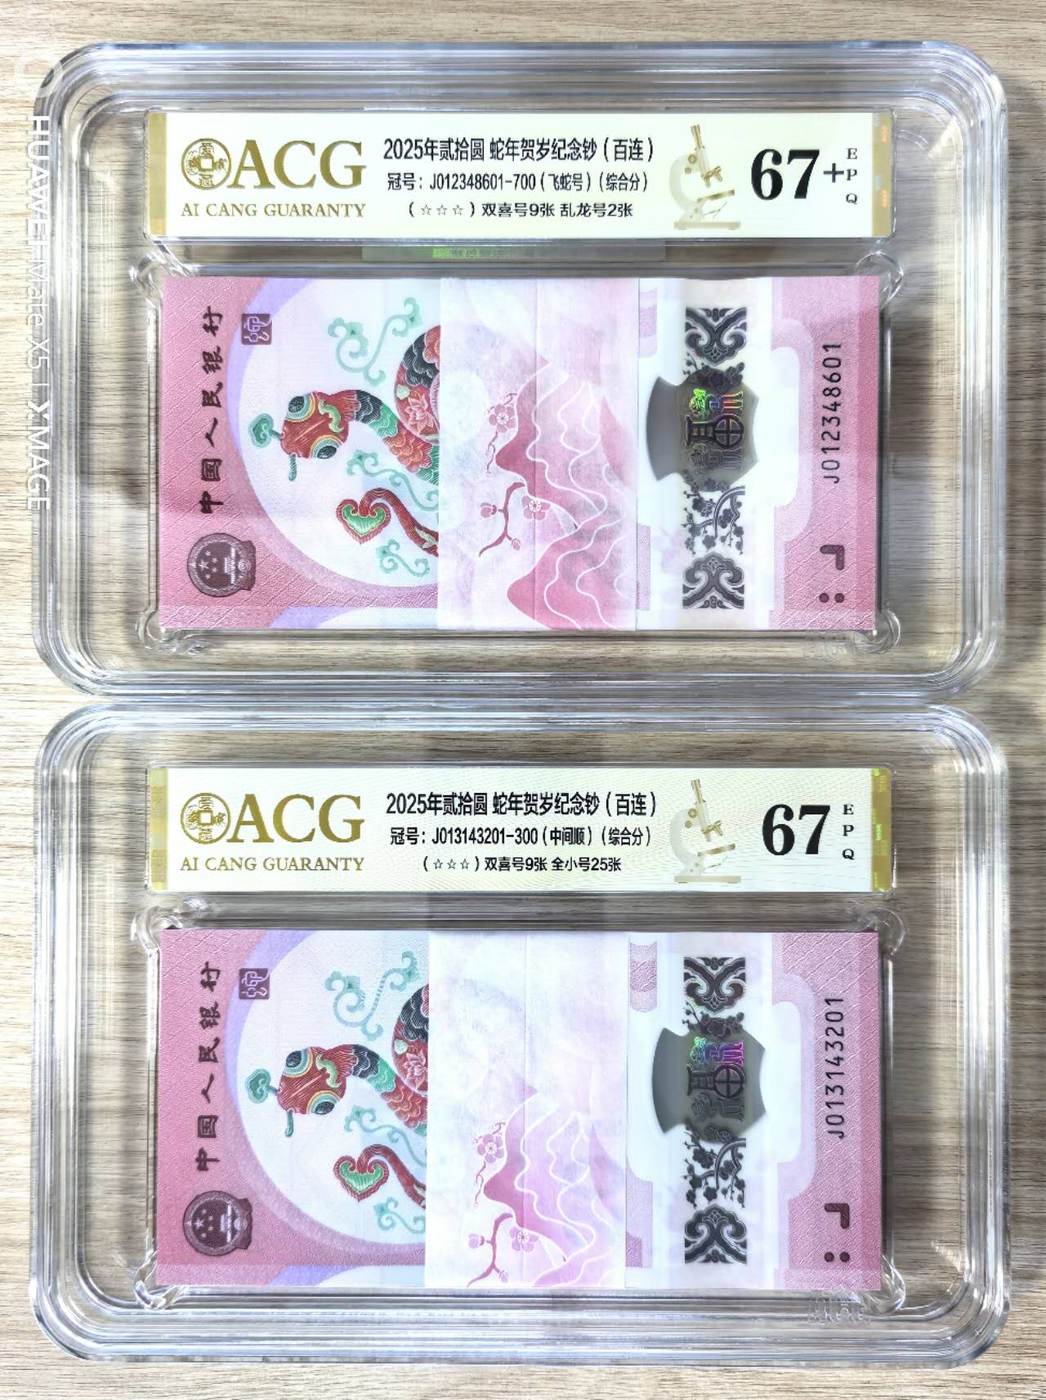 HUAWEI Mate X5 | XMAGE
ACG
AI CANG GUARANTY
2025年贰拾圆 蛇年贺岁纪念钞(百连)
冠号:J012348601-700(飞蛇号)(综合分)
(☆☆☆)双喜号9张 乱龙号2张
67+
EPQ
中国人民银行
J012348601
ACG
AI CANG GUARANTY
2025年贰拾圆 蛇年贺岁纪念钞(百连)
冠号:J013143201-300(中间顺)(综合分)
(☆☆☆)双喜号9张 全小号25张
67
EPQ
中国人民银行
J013143201